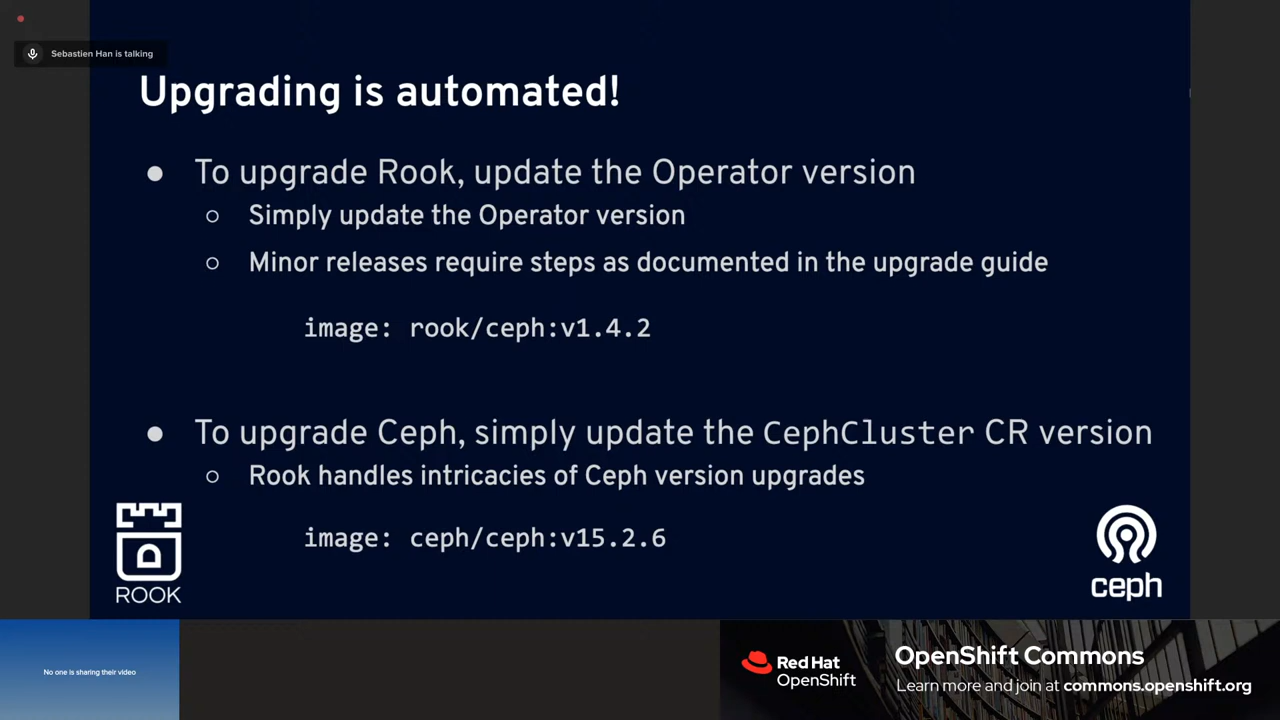 Sebastien Han is talking
Upgrading is automated!
To upgrade Rook, update the Operator version
Simply update the Operator version
Minor releases require steps as documented in the upgrade guide
image: rook/ceph:v1.4.2
To upgrade Ceph, simply update the CephCluster CR version
Rook handles intricacies of Ceph version upgrades
image: ceph/ceph:v15.2.6
ROOK
ceph
No one is sharing their video
Red Hat
OpenShift
OpenShift Commons
Learn more and join at commons.openshift.org